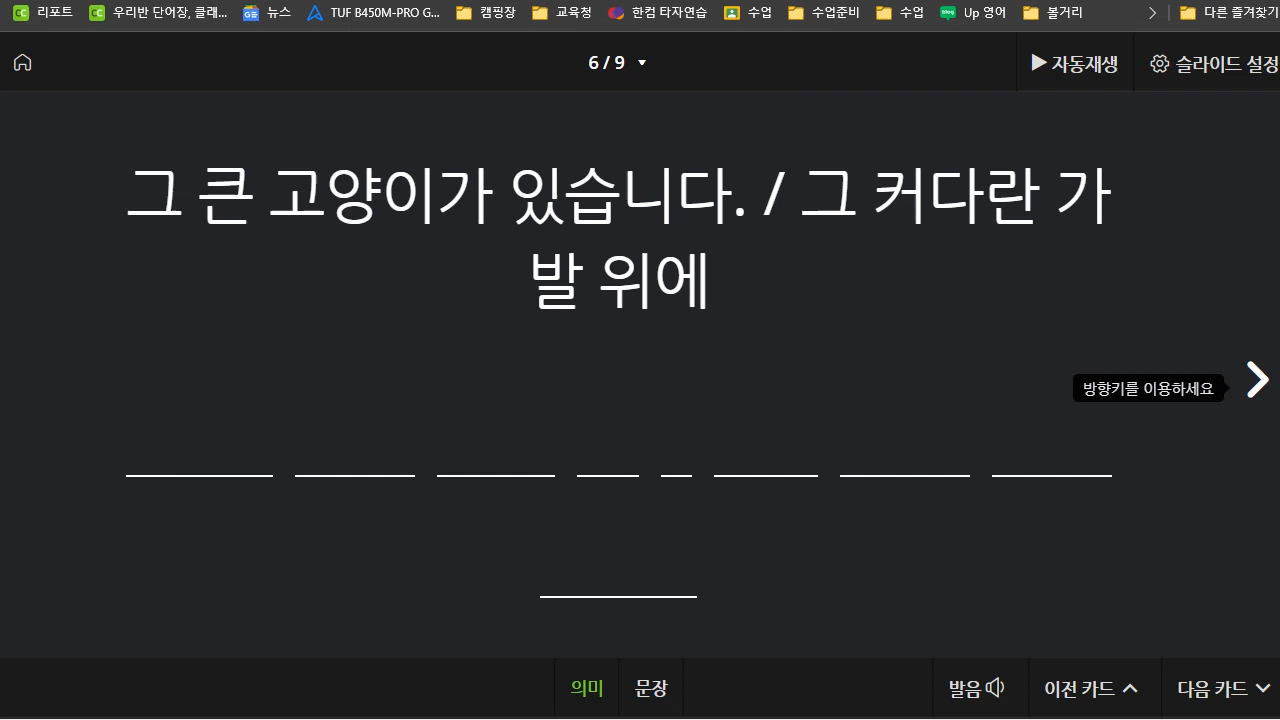 리포트 우리반 단어장, 클래... 뉴스 TUF B450M-PRO G... 캠핑장 교육청 한컴 타자연습 수업 수업준비 수업 Up 영어 볼거리 다른 즐겨찾기
6 / 9 자동재생 슬라이드 설정
그 큰 고양이가 있습니다. / 그 커다란 가
발 위에
방향키를 이용하세요
의미 문장 발음 이전 카드 다음 카드